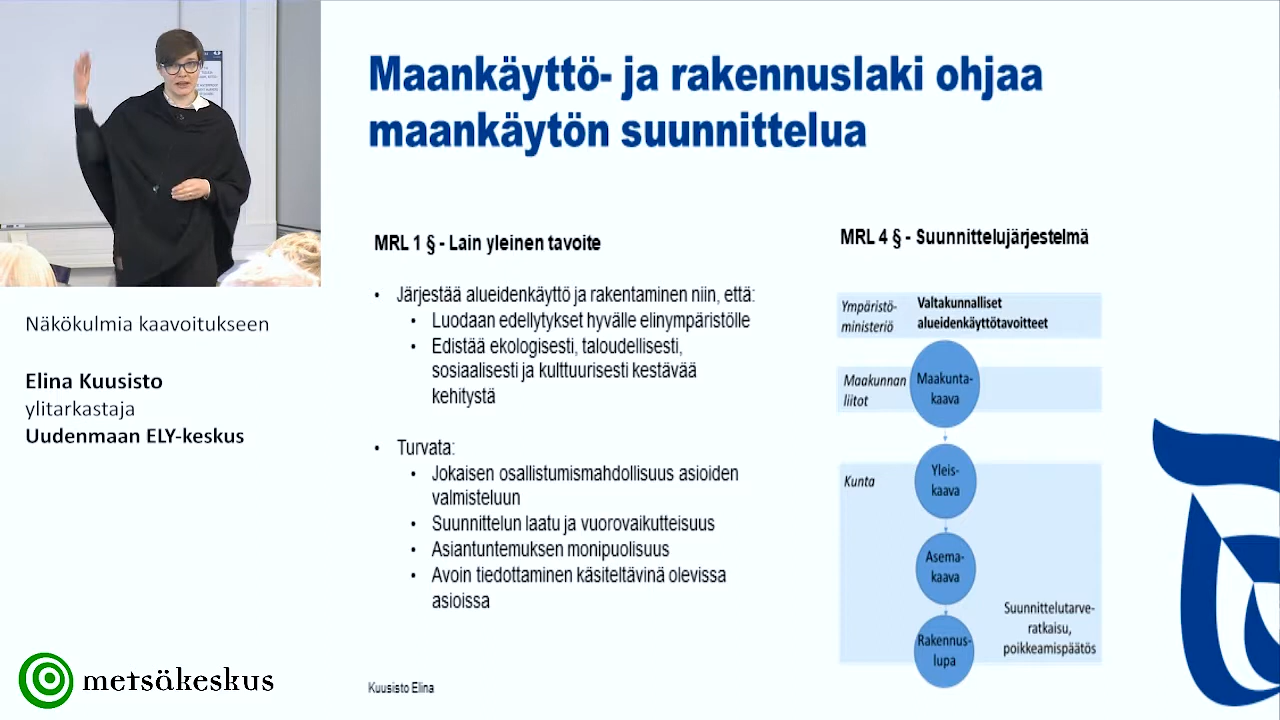 Maankäyttö- ja rakennuslaki ohjaa
maankäytön suunnittelua
MRL 1 § - Lain yleinen tavoite
• Järjestää alueidenkäyttö ja rakentaminen niin, että:
• Luodaan edellytykset hyvälle elinympäristölle
• Edistää ekologisesti, taloudellisesti,
sosiaalisesti ja kulttuurisesti kestävää
kehitystä
• Turvata:
• Jokaisen osallistumismahdollisuus asioiden
valmisteluun
• Suunnittelun laatu ja vuorovaikutteisuus
• Asiantuntemuksen monipuolisuus
• Avoin tiedottaminen käsiteltävinä olevissa
asioissa
MRL 4 § - Suunnittelujärjestelmä
Ympäristö-
ministeriö
Valtakunnalliset
alueidenkäyttötavoitteet
Maakunnan
liitot
Maakunta-
kaava
Kunta
Yleis-
kaava
Asema-
kaava
Rakennus-
lupa
Suunnittelutarve-
ratkaisu,
poikkeamispäätös
Kuusisto Elina
Näkökulmia kaavoitukseen
Elina Kuusisto
ylitarkastaja
Uudenmaan ELY-keskus
metsäkeskus